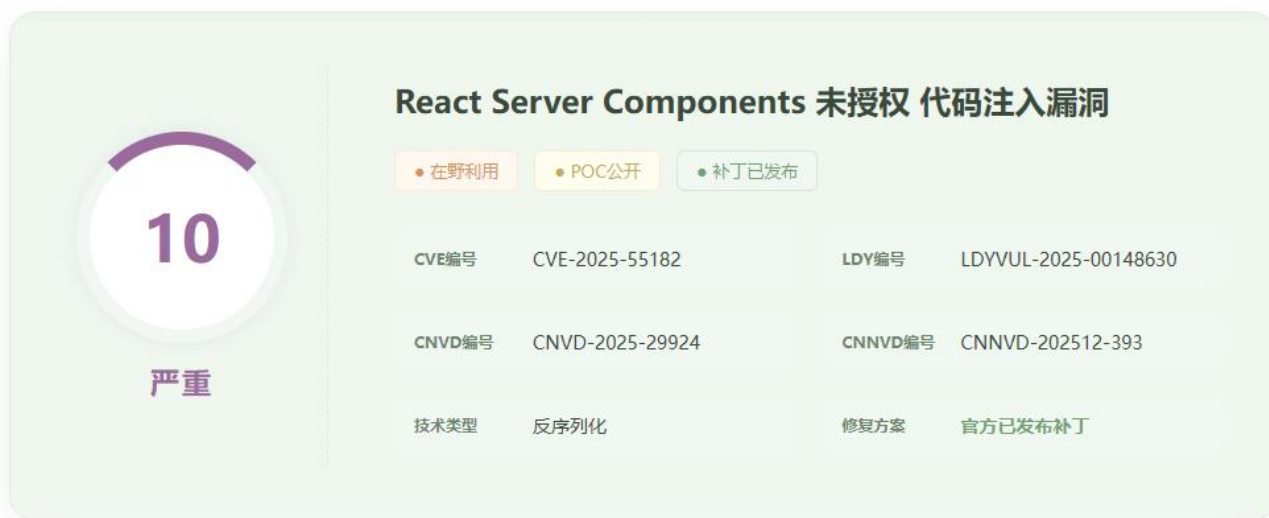 React Server Components 未授权 代码注入漏洞
● 在野利用 ● POC公开 ● 补丁已发布
10
严重
CVE编号 CVE-2025-55182 LDY编号 LDYVUL-2025-00148630
CNVD编号 CNVD-2025-29924 CNNVD编号 CNNVD-202512-393
技术类型 反序列化 修复方案 官方已发布补丁